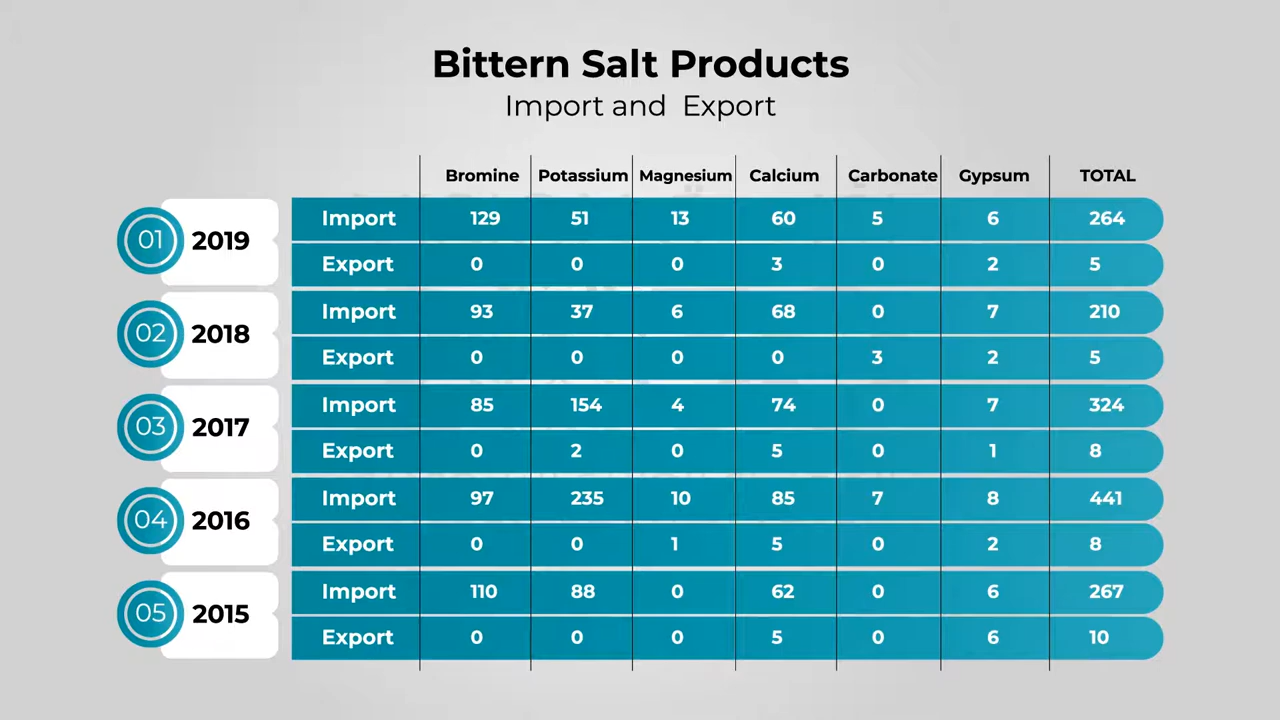 Bittern Salt Products
Import and Export
Bromine Potassium Magnesium Calcium Carbonate Gypsum TOTAL
01 2019
Import 129 51 13 60 5 6 264
Export 0 0 0 3 0 2 5
02 2018
Import 93 37 6 68 0 7 210
Export 0 0 0 0 3 2 5
03 2017
Import 85 154 4 74 0 7 324
Export 0 2 0 5 0 1 8
04 2016
Import 97 235 10 85 7 8 441
Export 0 0 1 5 0 2 8
05 2015
Import 110 88 0 62 0 6 267
Export 0 0 0 5 0 6 10